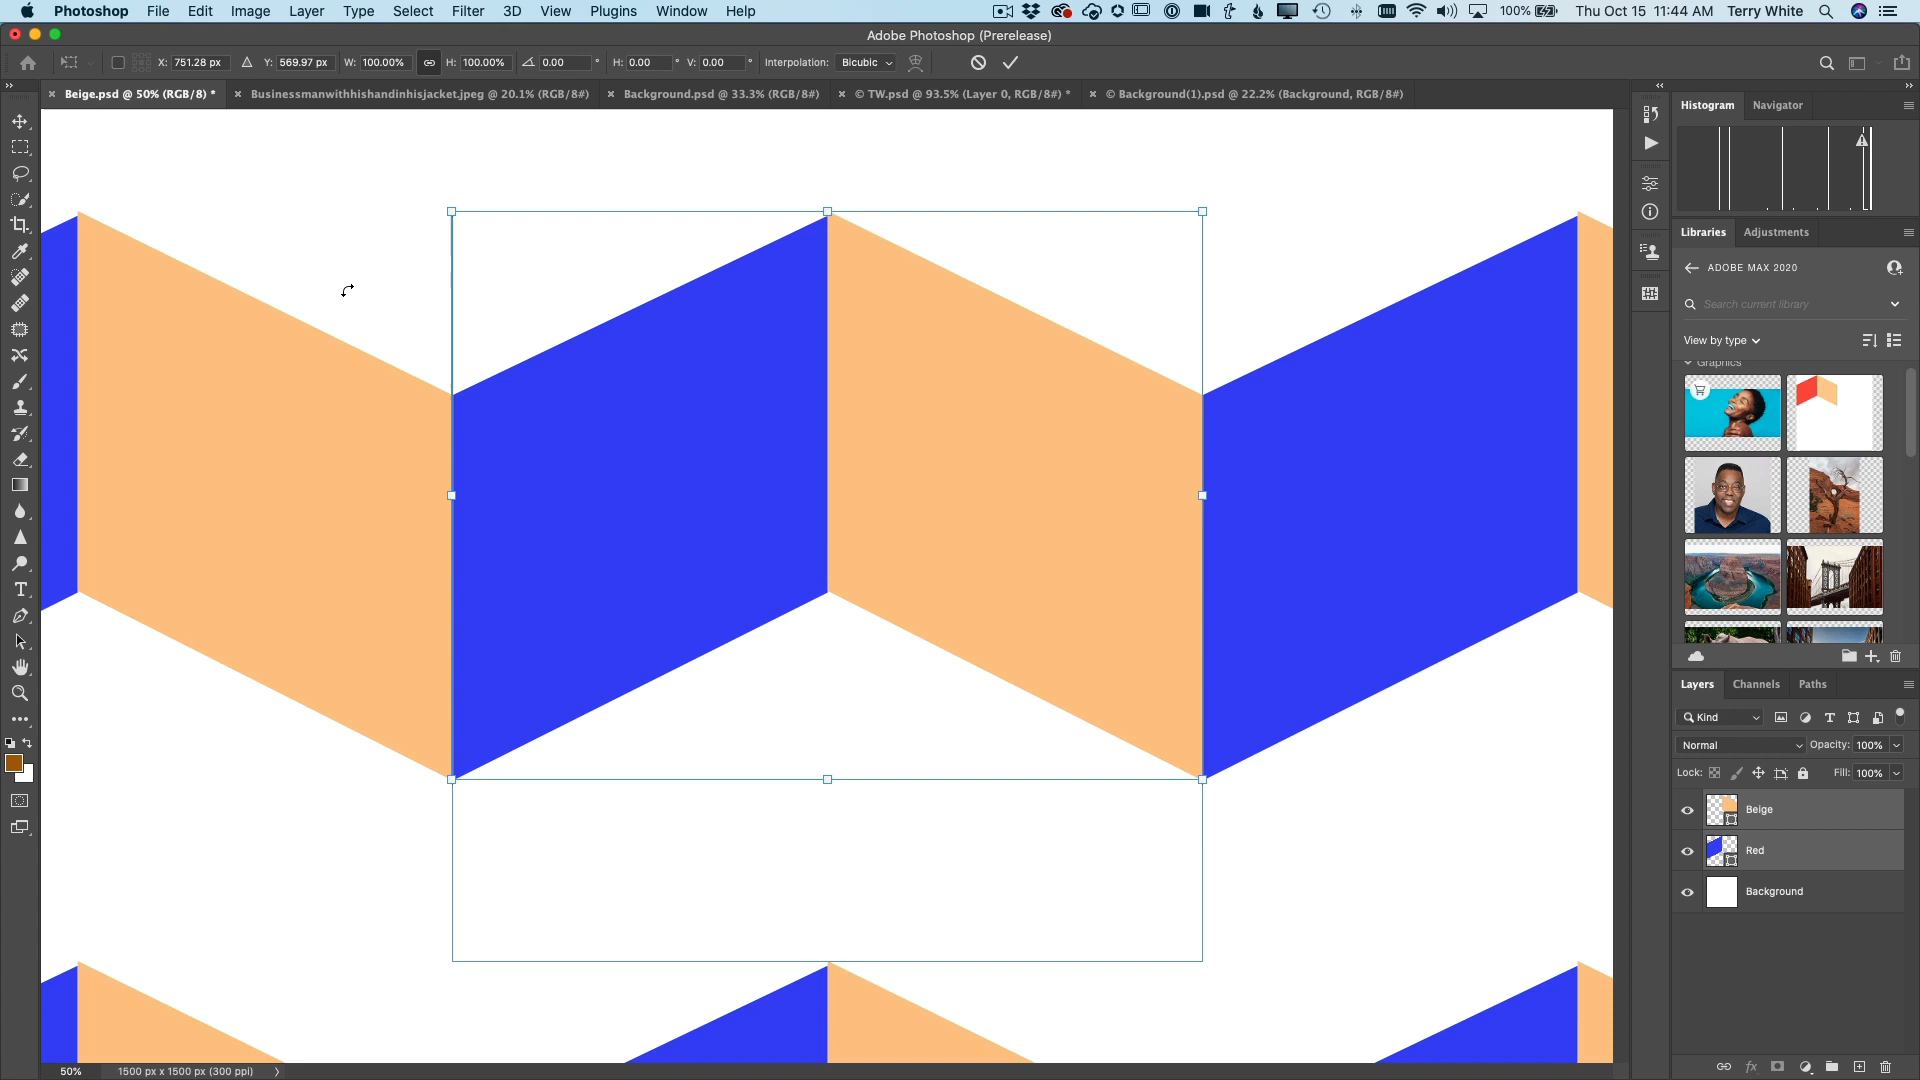 Photoshop File Edit Image Layer Type Select Filter 3D View Plugins Window Help 100% Thu Oct 15 11:44 AM Terry White
Adobe Photoshop (Prerelease)
X: 751.28 px Y: 569.97 px W: 100.00% H: 100.00% 0.00 ° H: 0.00 ° V: 0.00 ° Interpolation: Bicubic
Beige.psd @ 50% (RGB/8) * Businessmanwithhishandinhisjacket.jpeg @ 20.1% (RGB/8#) Background.psd @ 33.3% (RGB/8#) © TW.psd @ 93.5% (Layer 0, RGB/8#) * © Background(1).psd @ 22.2% (Background, RGB/8#)
Histogram Navigator
Libraries Adjustments
ADOBE MAX 2020
Search current library
View by type
Graphics
Layers Channels Paths
Kind
Normal Opacity: 100%
Lock: Fill: 100%
Beige
Red
Background
50% 1500 px x 1500 px (300 ppi)